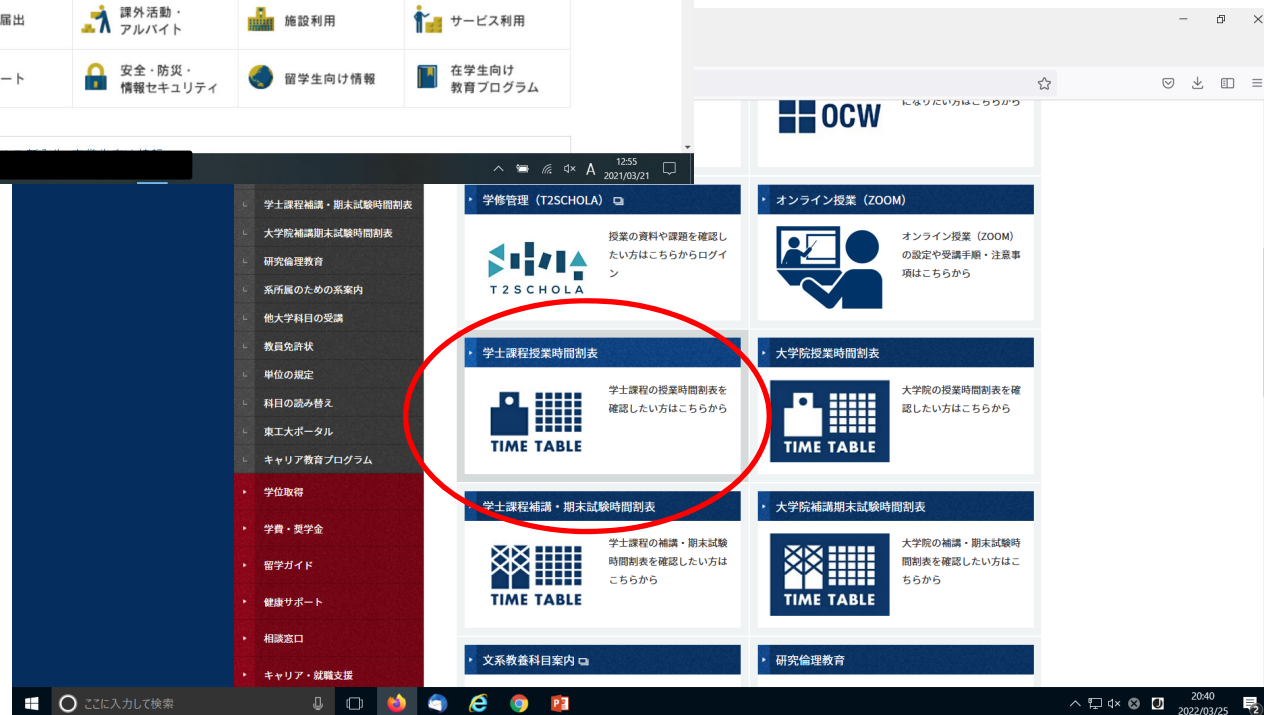 届出
課外活動・
アルバイト
施設利用
サービス利用
ート
安全・防災・
情報セキュリティ
留学生向け情報
在学生向け
教育プログラム
12:55
A
2021/03/21
OCW
になりたい方はこちらから
学士課程補講・期末試験時間割表
大学院補講期末試験時間割表
研究倫理教育
系所属のための系案内
他大学科目の受講
教員免許状
単位の規定
科目の読み替え
東工大ポータル
キャリア教育プログラム
学位取得
学費・奨学金
留学ガイド
健康サポート
相談窓口
キャリア・就職支援
学修管理（T2SCHOLA）
授業の資料や課題を確認し
たい方はこちらからログイ
ン
T2SCHOLA
オンライン授業（ZOOM）
オンライン授業（ZOOM）
の設定や受講手順・注意事
項はこちらから
学士課程授業時間割表
学士課程の授業時間割表を
確認したい方はこちらから
TIME TABLE
大学院授業時間割表
大学院の授業時間割表を確
認したい方はこちらから
TIME TABLE
学士課程補講・期末試験時間割表
学士課程の補講・期末試験
時間割表を確認したい方は
こちらから
TIME TABLE
大学院補講期末試験時間割表
大学院の補講・期末試験時
間割表を確認したい方はこ
ちらから
TIME TABLE
文系教養科目案内
研究倫理教育
ここに入力して検索
20:40
2022/03/25
2